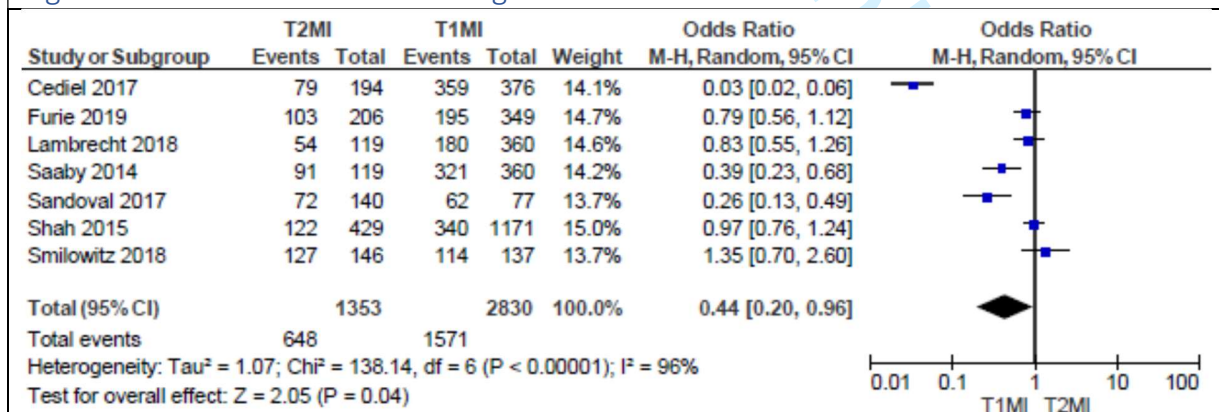 T2MI T1MI Odds Ratio Odds Ratio
Study or Subgroup Events Total Events Total Weight M-H, Random, 95% CI M-H, Random, 95% CI
Cediel 2017 79 194 359 376 14.1% 0.03 [0.02, 0.06]
Furie 2019 103 206 195 349 14.7% 0.79 [0.56, 1.12]
Lambrecht 2018 54 119 180 360 14.6% 0.83 [0.55, 1.26]
Saaby 2014 91 119 321 360 14.2% 0.39 [0.23, 0.68]
Sandoval 2017 72 140 62 77 13.7% 0.26 [0.13, 0.49]
Shah 2015 122 429 340 1171 15.0% 0.97 [0.76, 1.24]
Smilowitz 2018 127 146 114 137 13.7% 1.35 [0.70, 2.60]
Total (95% CI) 1353 2830 100.0% 0.44 [0.20, 0.96]
Total events 648 1571
Heterogeneity: Tau² = 1.07; Chi² = 138.14, df = 6 (P < 0.00001); I² = 96%
Test for overall effect: Z = 2.05 (P = 0.04)
0.01 0.1 1 10 100
T1MI T2MI